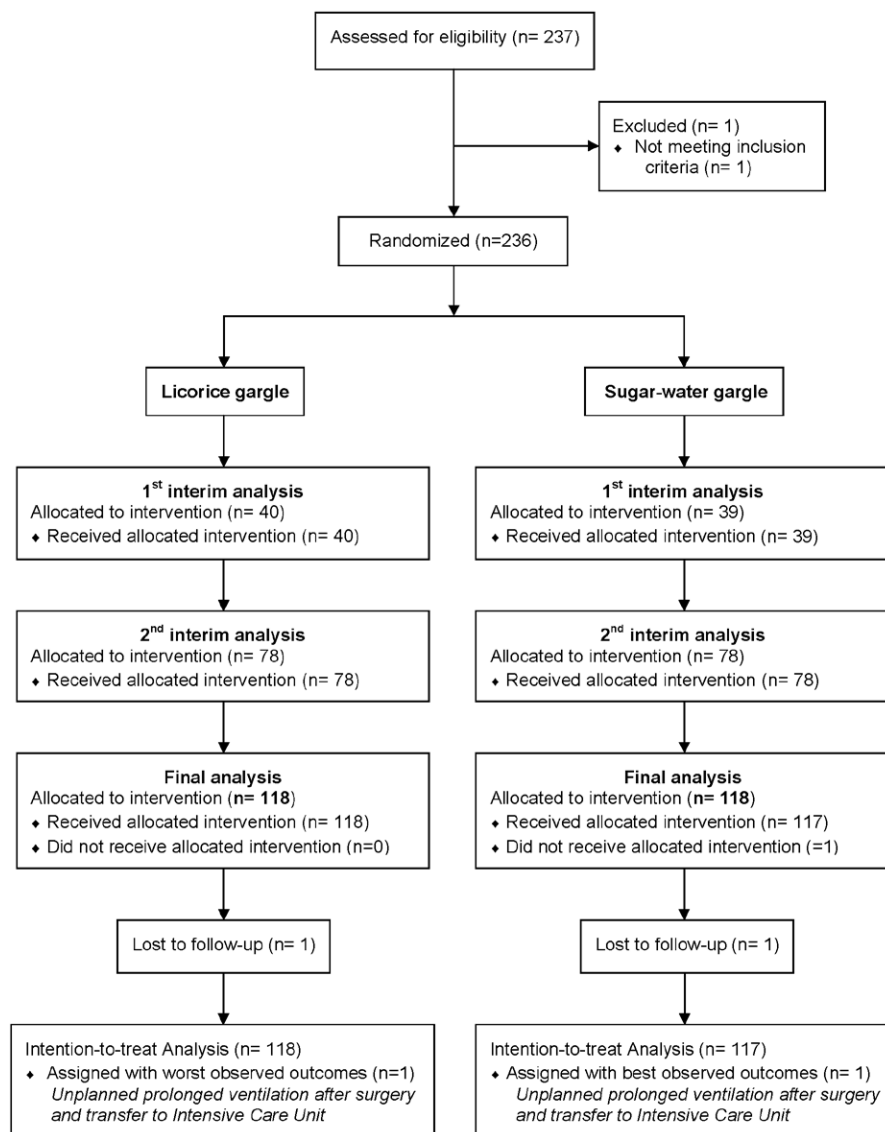 Assessed for eligibility (n= 237)
Excluded (n= 1)
♦ Not meeting inclusion
criteria (n= 1)
Randomized (n=236)
Licorice gargle
Sugar-water gargle
1st interim analysis
Allocated to intervention (n= 40)
♦ Received allocated intervention (n= 40)
1st interim analysis
Allocated to intervention (n= 39)
♦ Received allocated intervention (n= 39)
2nd interim analysis
Allocated to intervention (n= 78)
♦ Received allocated intervention (n= 78)
2nd interim analysis
Allocated to intervention (n= 78)
♦ Received allocated intervention (n= 78)
Final analysis
Allocated to intervention (n= 118)
♦ Received allocated intervention (n= 118)
♦ Did not receive allocated intervention (n=0)
Final analysis
Allocated to intervention (n= 118)
♦ Received allocated intervention (n= 117)
♦ Did not receive allocated intervention (=1)
Lost to follow-up (n= 1)
Lost to follow-up (n= 1)
Intention-to-treat Analysis (n= 118)
♦ Assigned with worst observed outcomes (n=1)
Unplanned prolonged ventilation after surgery
and transfer to Intensive Care Unit
Intention-to-treat Analysis (n= 117)
♦ Assigned with best observed outcomes (n= 1)
Unplanned prolonged ventilation after surgery
and transfer to Intensive Care Unit